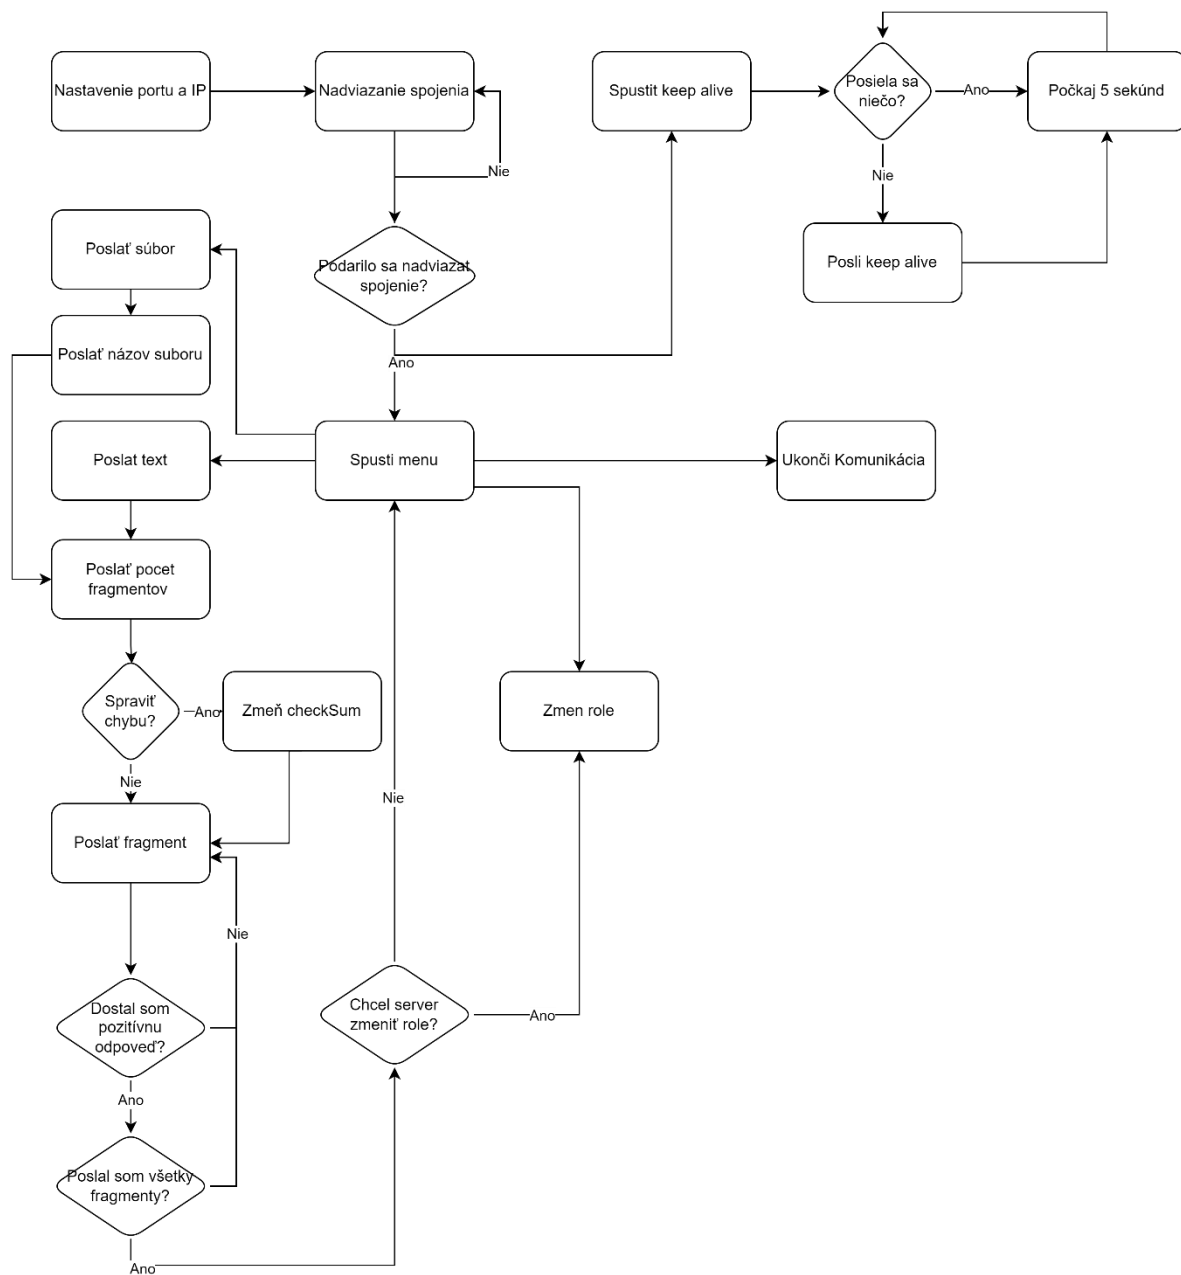 Nastavenie portu a IP
Nadviazanie spojenia
Spustit keep alive
Posiela sa
niečo?
Ano
Počkaj 5 sekúnd
Nie
Nie
Poslať súbor
Podarilo sa nadviazat
spojenie?
Posli keep alive
Poslať názov suboru
Ano
Poslat text
Spusti menu
Ukonči Komunikácia
Poslať pocet
fragmentov
Spraviť
chybu?
Ano
Zmeň checkSum
Zmen role
Nie
Nie
Poslať fragment
Nie
Dostal som
pozitívnu
odpoveď?
Chcel server
zmeniť role?
Ano
Ano
Poslal som všetky
fragmenty?
Ano